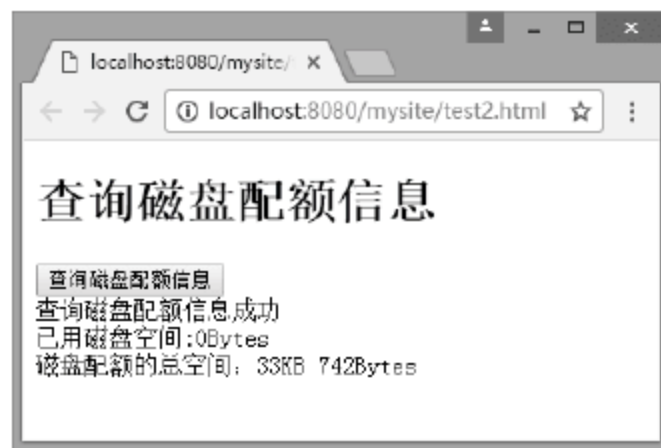 localhost:8080/mysite/
localhost:8080/mysite/test2.html
查询磁盘配额信息
查询磁盘配额信息
查询磁盘配额信息成功
已用磁盘空间:0Bytes
磁盘配额的总空间：33KB 742Bytes